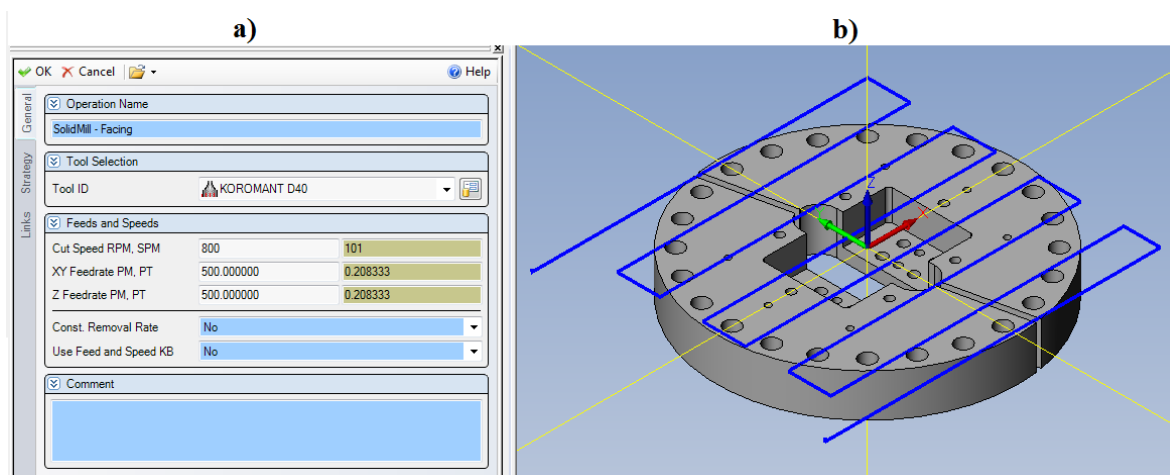 a)
b)
OK Cancel Help
General
Strategy
Links
Operation Name
SolidMill - Facing
Tool Selection
Tool ID KOROMANT D40
Feeds and Speeds
Cut Speed RPM, SPM 800 101
XY Feedrate PM, PT 500.000000 0.208333
Z Feedrate PM, PT 500.000000 0.208333
Const. Removal Rate No
Use Feed and Speed KB No
Comment
Z
X